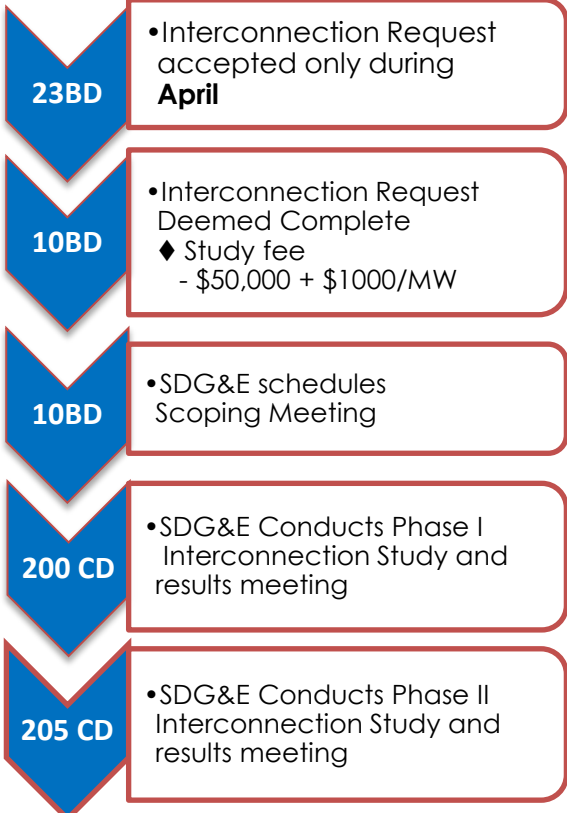 23BD
•Interconnection Request
accepted only during
April
10BD
•Interconnection Request
Deemed Complete
♦ Study fee
- $50,000 + $1000/MW
10BD
•SDG&E schedules
Scoping Meeting
200 CD
•SDG&E Conducts Phase I
Interconnection Study and
results meeting
205 CD
•SDG&E Conducts Phase II
Interconnection Study and
results meeting